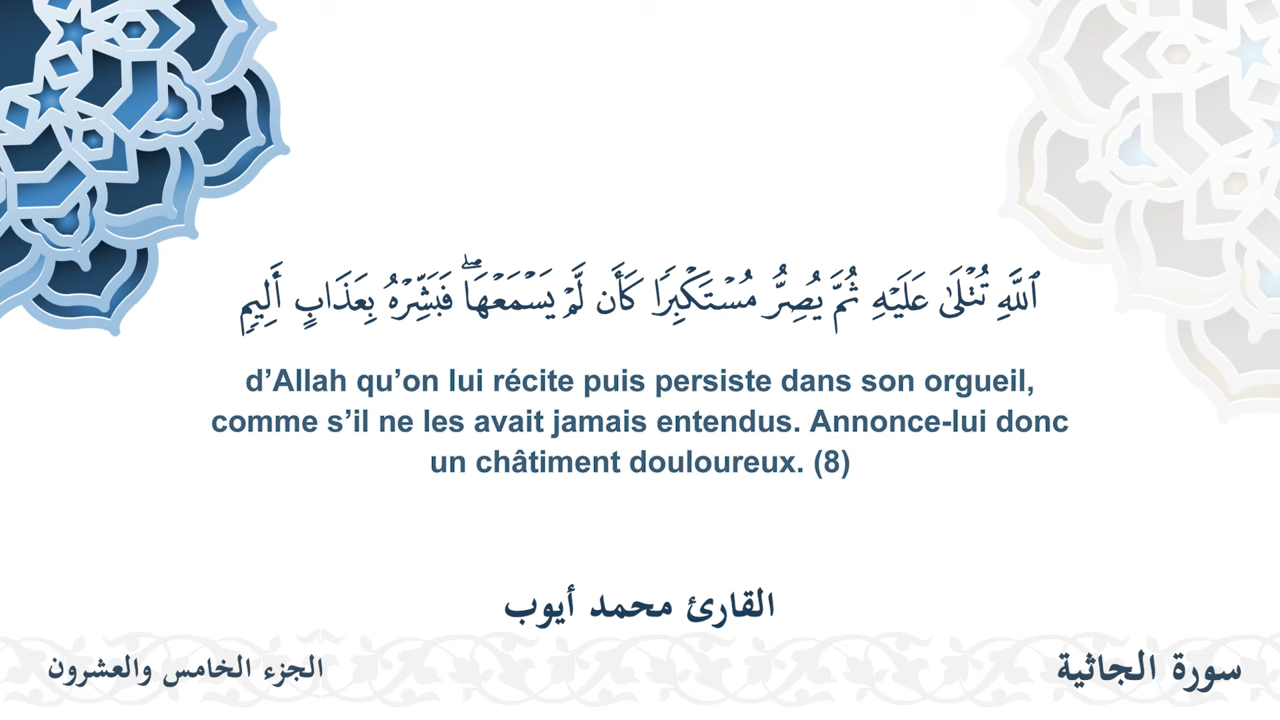 ٱللَّهِ تُتۡلَىٰ عَلَيۡهِ ثُمَّ يُصِرُّ مُسۡتَكۡبِرٗا كَأَن لَّمۡ يَسۡمَعۡهَاۖ فَبَشِّرۡهُ بِعَذَابٍ أَلِيمٖ
d’Allah qu’on lui récite puis persiste dans son orgueil,
comme s’il ne les avait jamais entendus. Annonce-lui donc
un châtiment douloureux. (8)
القارئ محمد أيوب
سورة الجاثية
الجزء الخامس والعشرون